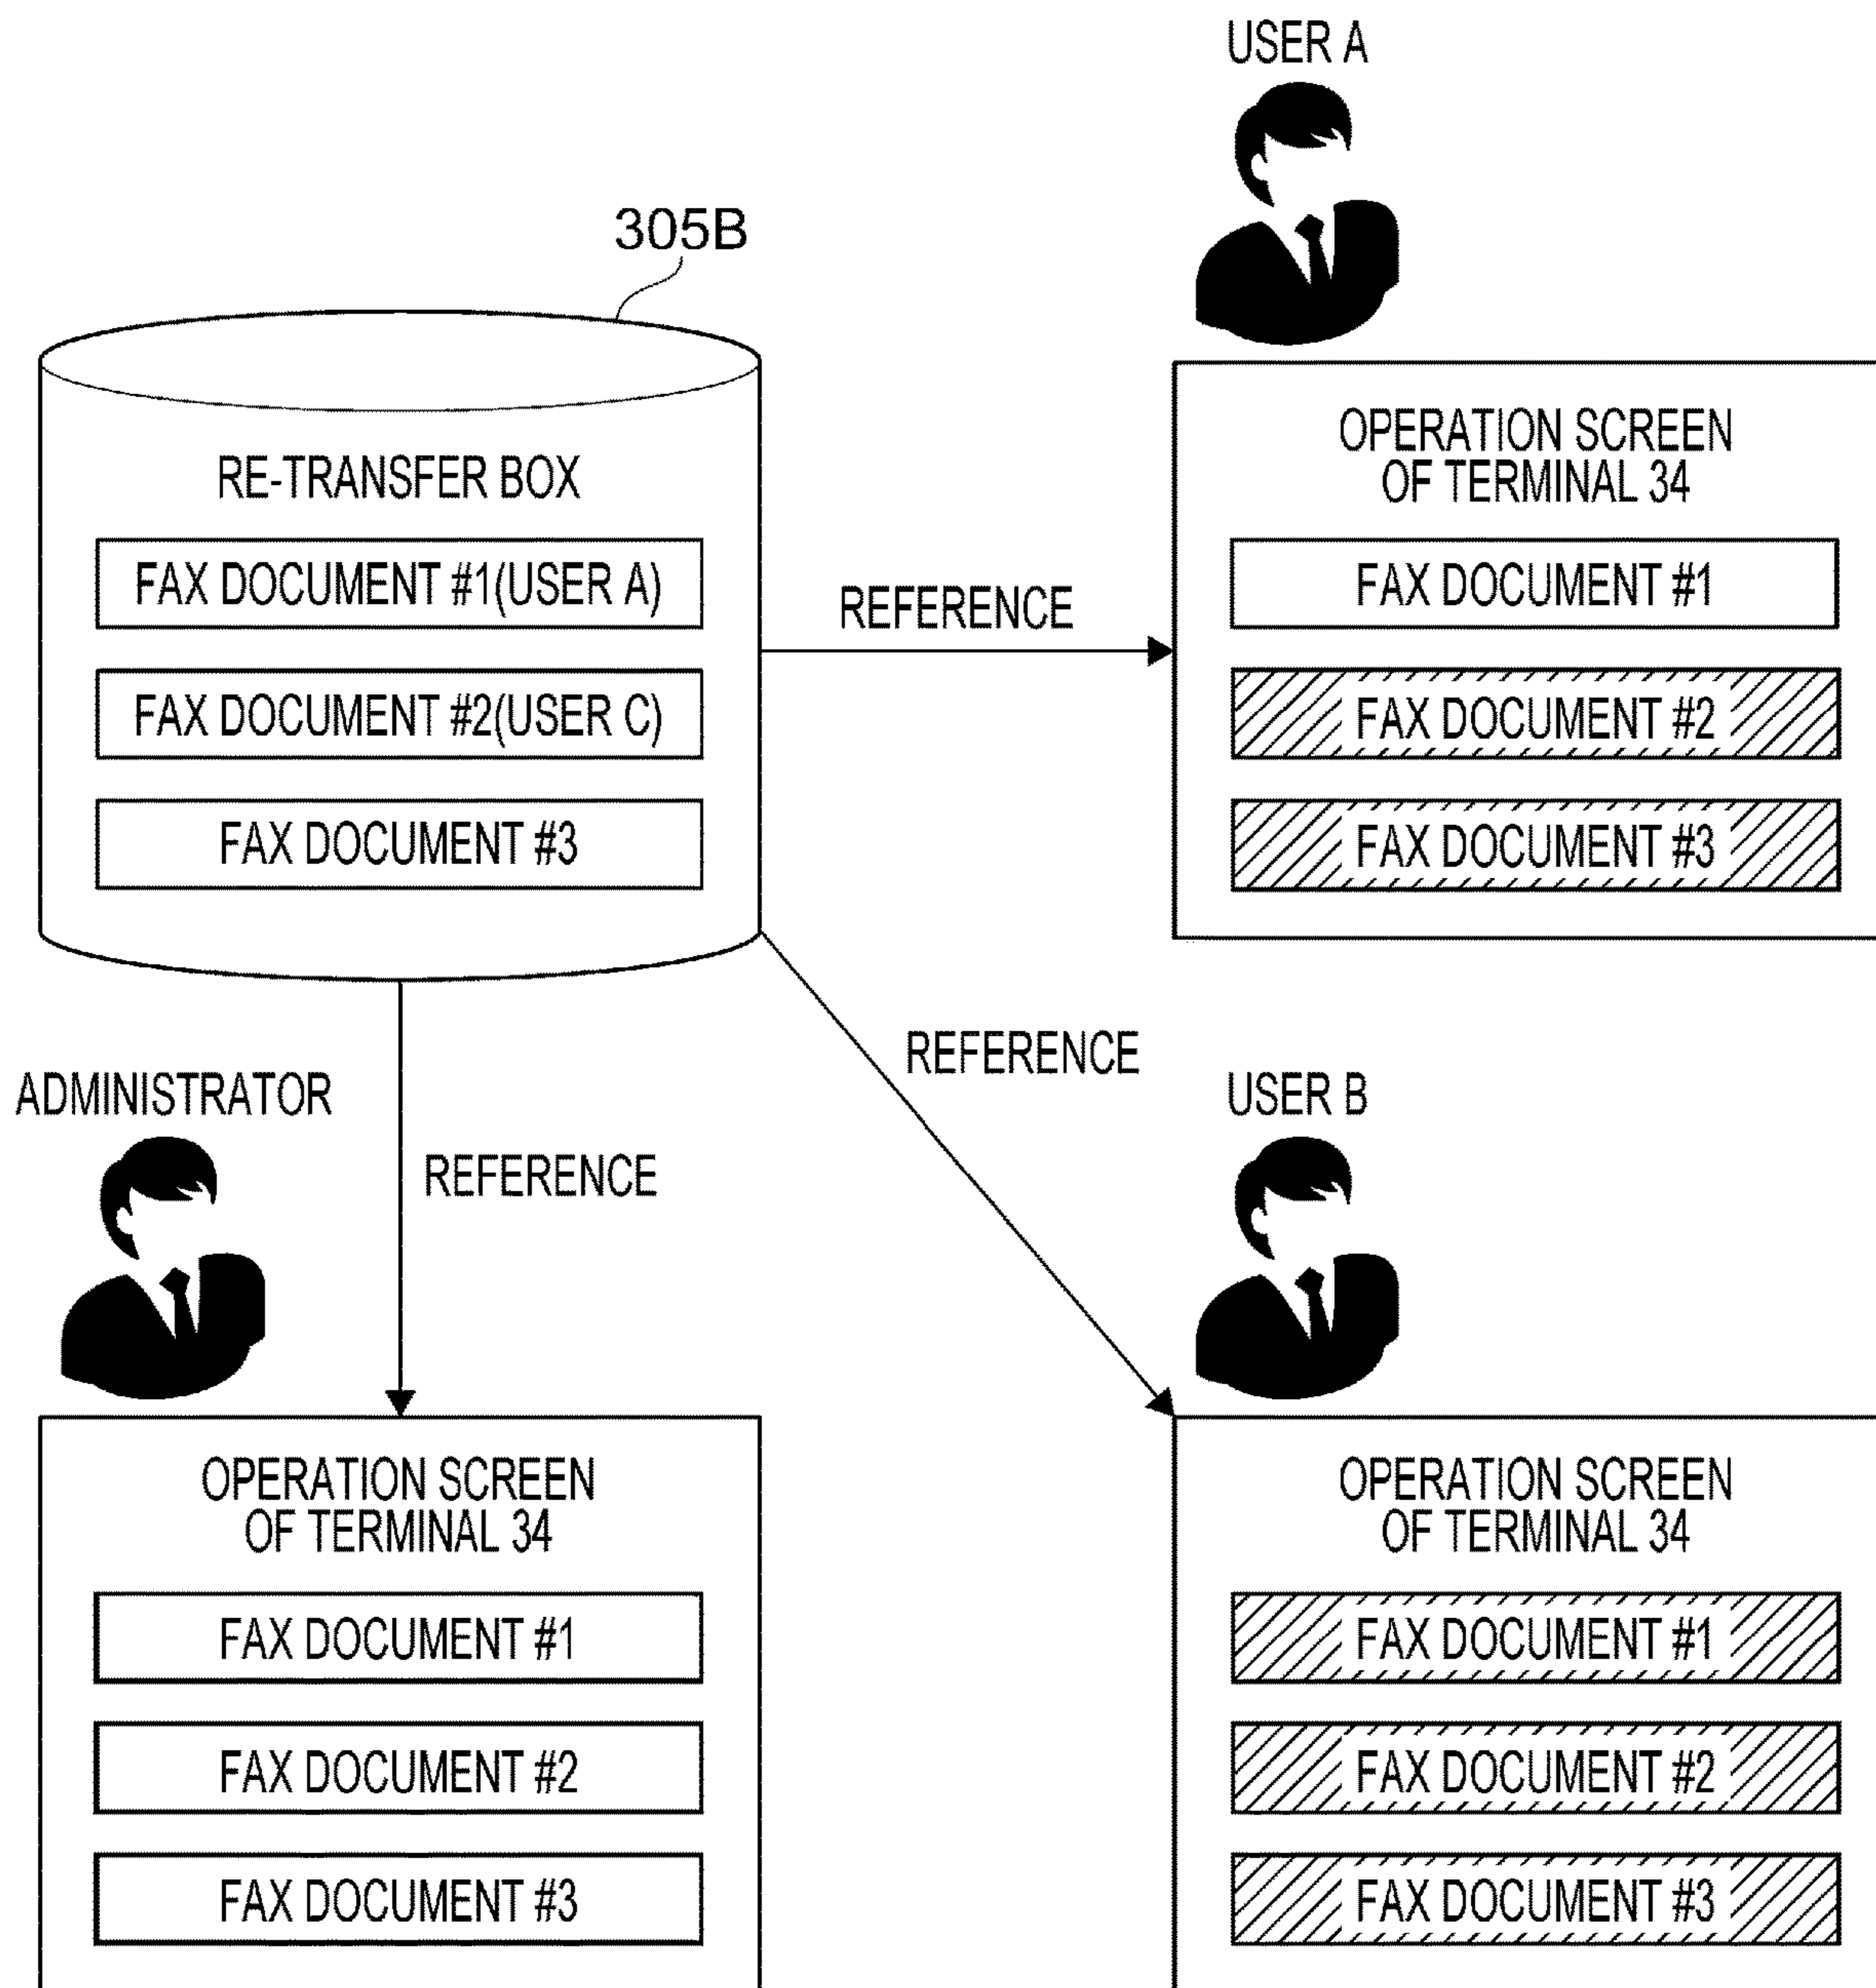 USER A
305B
RE-TRANSFER BOX
FAX DOCUMENT #1(USER A)
FAX DOCUMENT #2(USER C)
FAX DOCUMENT #3
REFERENCE
OPERATION SCREEN
OF TERMINAL 34
FAX DOCUMENT #1
FAX DOCUMENT #2
FAX DOCUMENT #3
ADMINISTRATOR
REFERENCE
REFERENCE
USER B
OPERATION SCREEN
OF TERMINAL 34
FAX DOCUMENT #1
FAX DOCUMENT #2
FAX DOCUMENT #3
OPERATION SCREEN
OF TERMINAL 34
FAX DOCUMENT #1
FAX DOCUMENT #2
FAX DOCUMENT #3